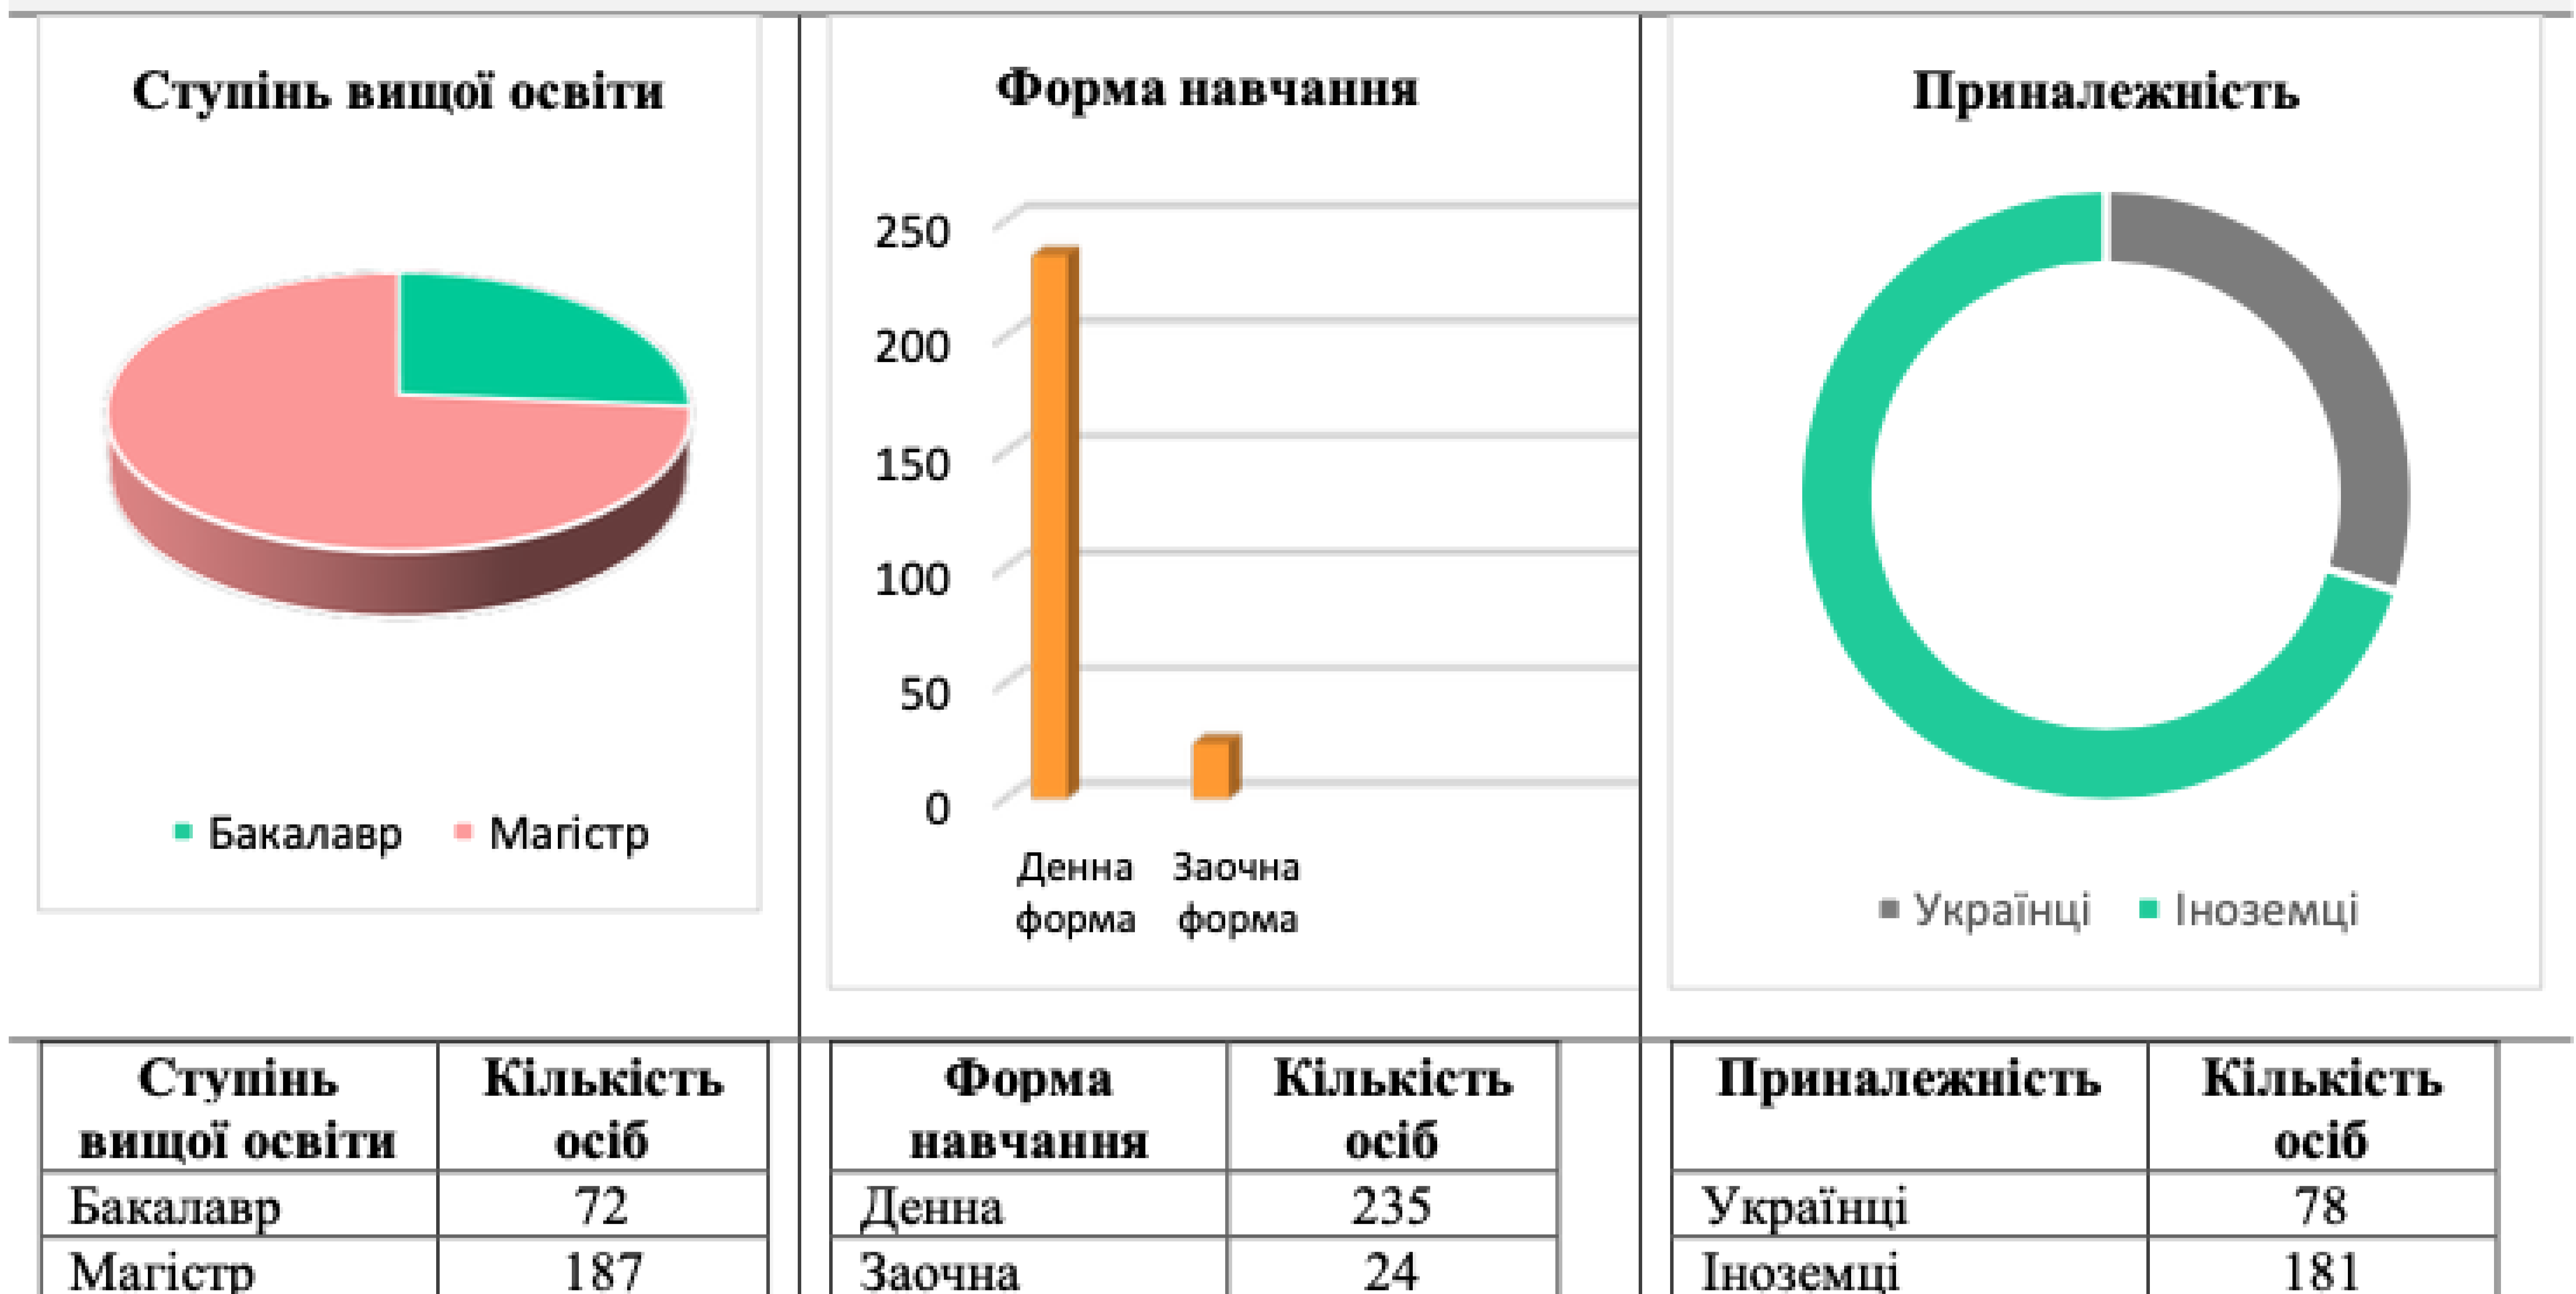 Ступінь вищої освіти
Бакалавр Магістр
Форма навчання
250
200
150
100
50
0
Денна Заочна
форма форма
Приналежність
Українці Іноземці
Ступінь Кількість
вищої освіти осіб
Бакалавр 72
Магістр 187
Форма Кількість
навчання осіб
Денна 235
Заочна 24
Приналежність Кількість
осіб
Українці 78
Іноземці 181